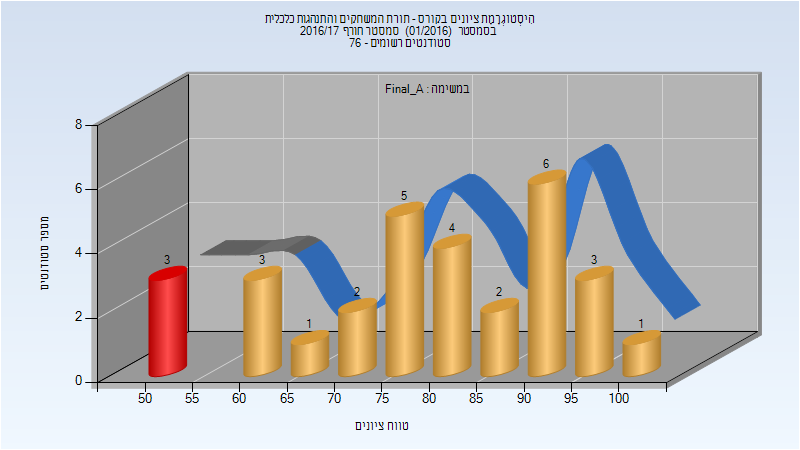 היסטוגרמת ציונים בקורס - תורת המשחקים והתנהגות כלכלית
בסמסטר (01/2016) סמסטר חורף 2016/17
סטודנטים רשומים - 76
במשימה : Final_A
מספר סטודנטים
8
6
4
2
0
3
3
1
2
5
4
2
6
3
1
50 55 60 65 70 75 80 85 90 95 100
טווח ציונים